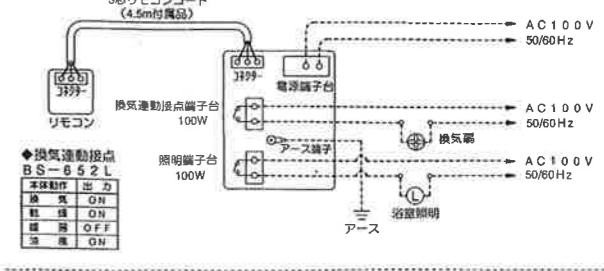 3芯リモコンコード
(4.5m付属品)
AC100V
50/60Hz
コネクター
コネクター
電源端子台
リモコン
換気連動接点端子台
100W
AC100V
50/60Hz
換気扇
アース端子
◆換気連動接点
BS-652L
照明端子台
100W
AC100V
50/60Hz
L
浴室照明
アース
本体動作 出力
換気 ON
乾燥 ON
暖房 OFF
涼風 ON